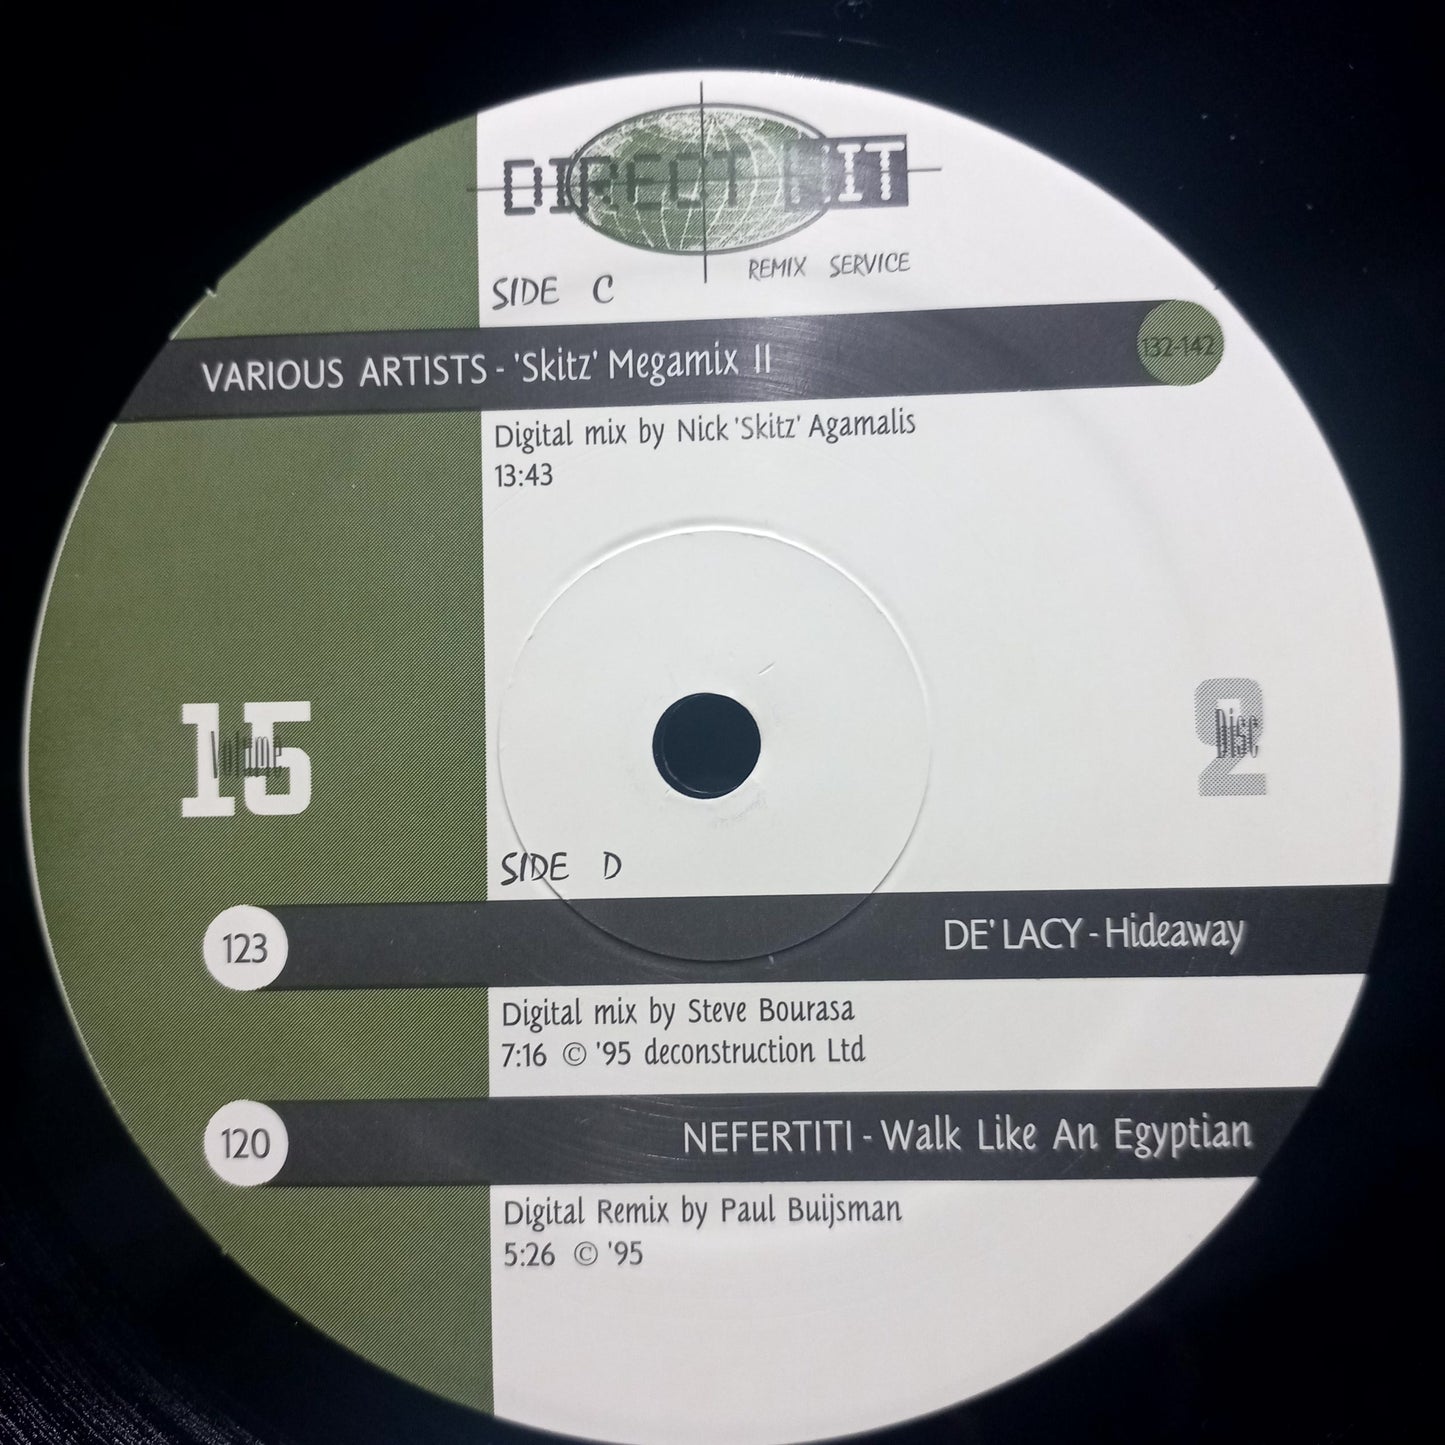 DIRECT HIT
REMIX SERVICE
SIDE C
VARIOUS ARTISTS - 'Skitz' Megamix II
132-142
Digital mix by Nick 'Skitz' Agamalis
13:43
Volume 15
Disc 2
SIDE D
123
DE' LACY - Hideaway
Digital mix by Steve Bourasa
7:16 © '95 deconstruction Ltd
120
NEFERTITI - Walk Like An Egyptian
Digital Remix by Paul Buijsman
5:26 © '95